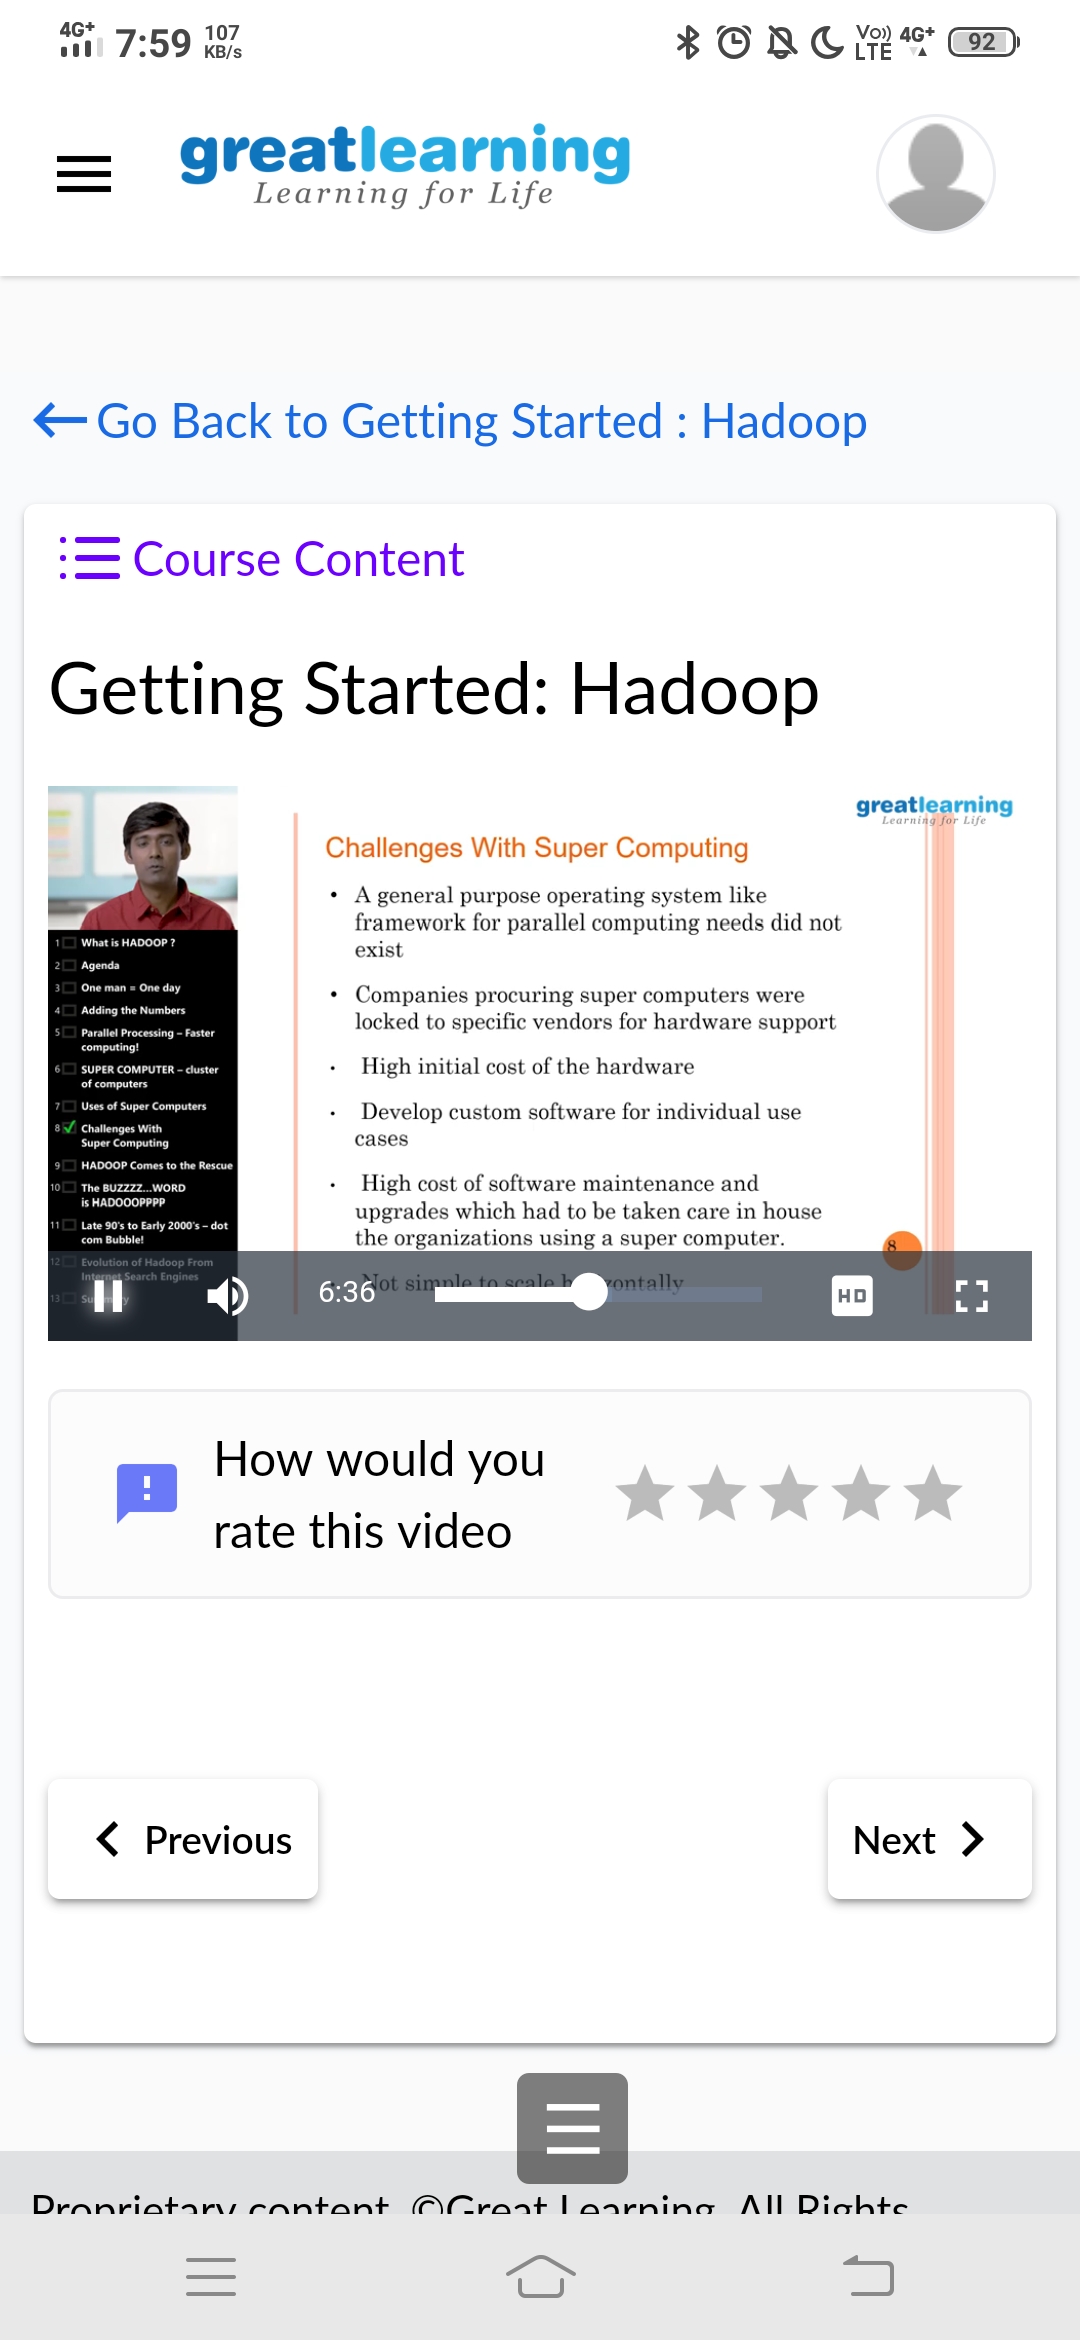 4G+ 7:59 107 KB/s Vo)) LTE 4G+ 92
greatlearning
Learning for Life
Go Back to Getting Started : Hadoop
Course Content
Getting Started: Hadoop
greatlearning
Learning for Life
Challenges With Super Computing
• A general purpose operating system like
framework for parallel computing needs did not
exist
• Companies procuring super computers were
locked to specific vendors for hardware support
• High initial cost of the hardware
• Develop custom software for individual use
cases
• High cost of software maintenance and
upgrades which had to be taken care in house
the organizations using a super computer.
Not simple to scale horizontally
8
1 What is HADOOP ?
2 Agenda
3 One man = One day
4 Adding the Numbers
5 Parallel Processing – Faster
computing!
6 SUPER COMPUTER – cluster
of computers
7 Uses of Super Computers
8 Challenges With
Super Computing
9 HADOOP Comes to the Rescue
10 The BUZZZZ...WORD
is HADOOOPPPP
11 Late 90's to Early 2000's – dot
com Bubble!
12 Evolution of Hadoop From
Internet Search Engines
13 Summary
6:36
HD
How would you
rate this video
Previous
Next
Proprietary content. ©Great Learning. All Rights